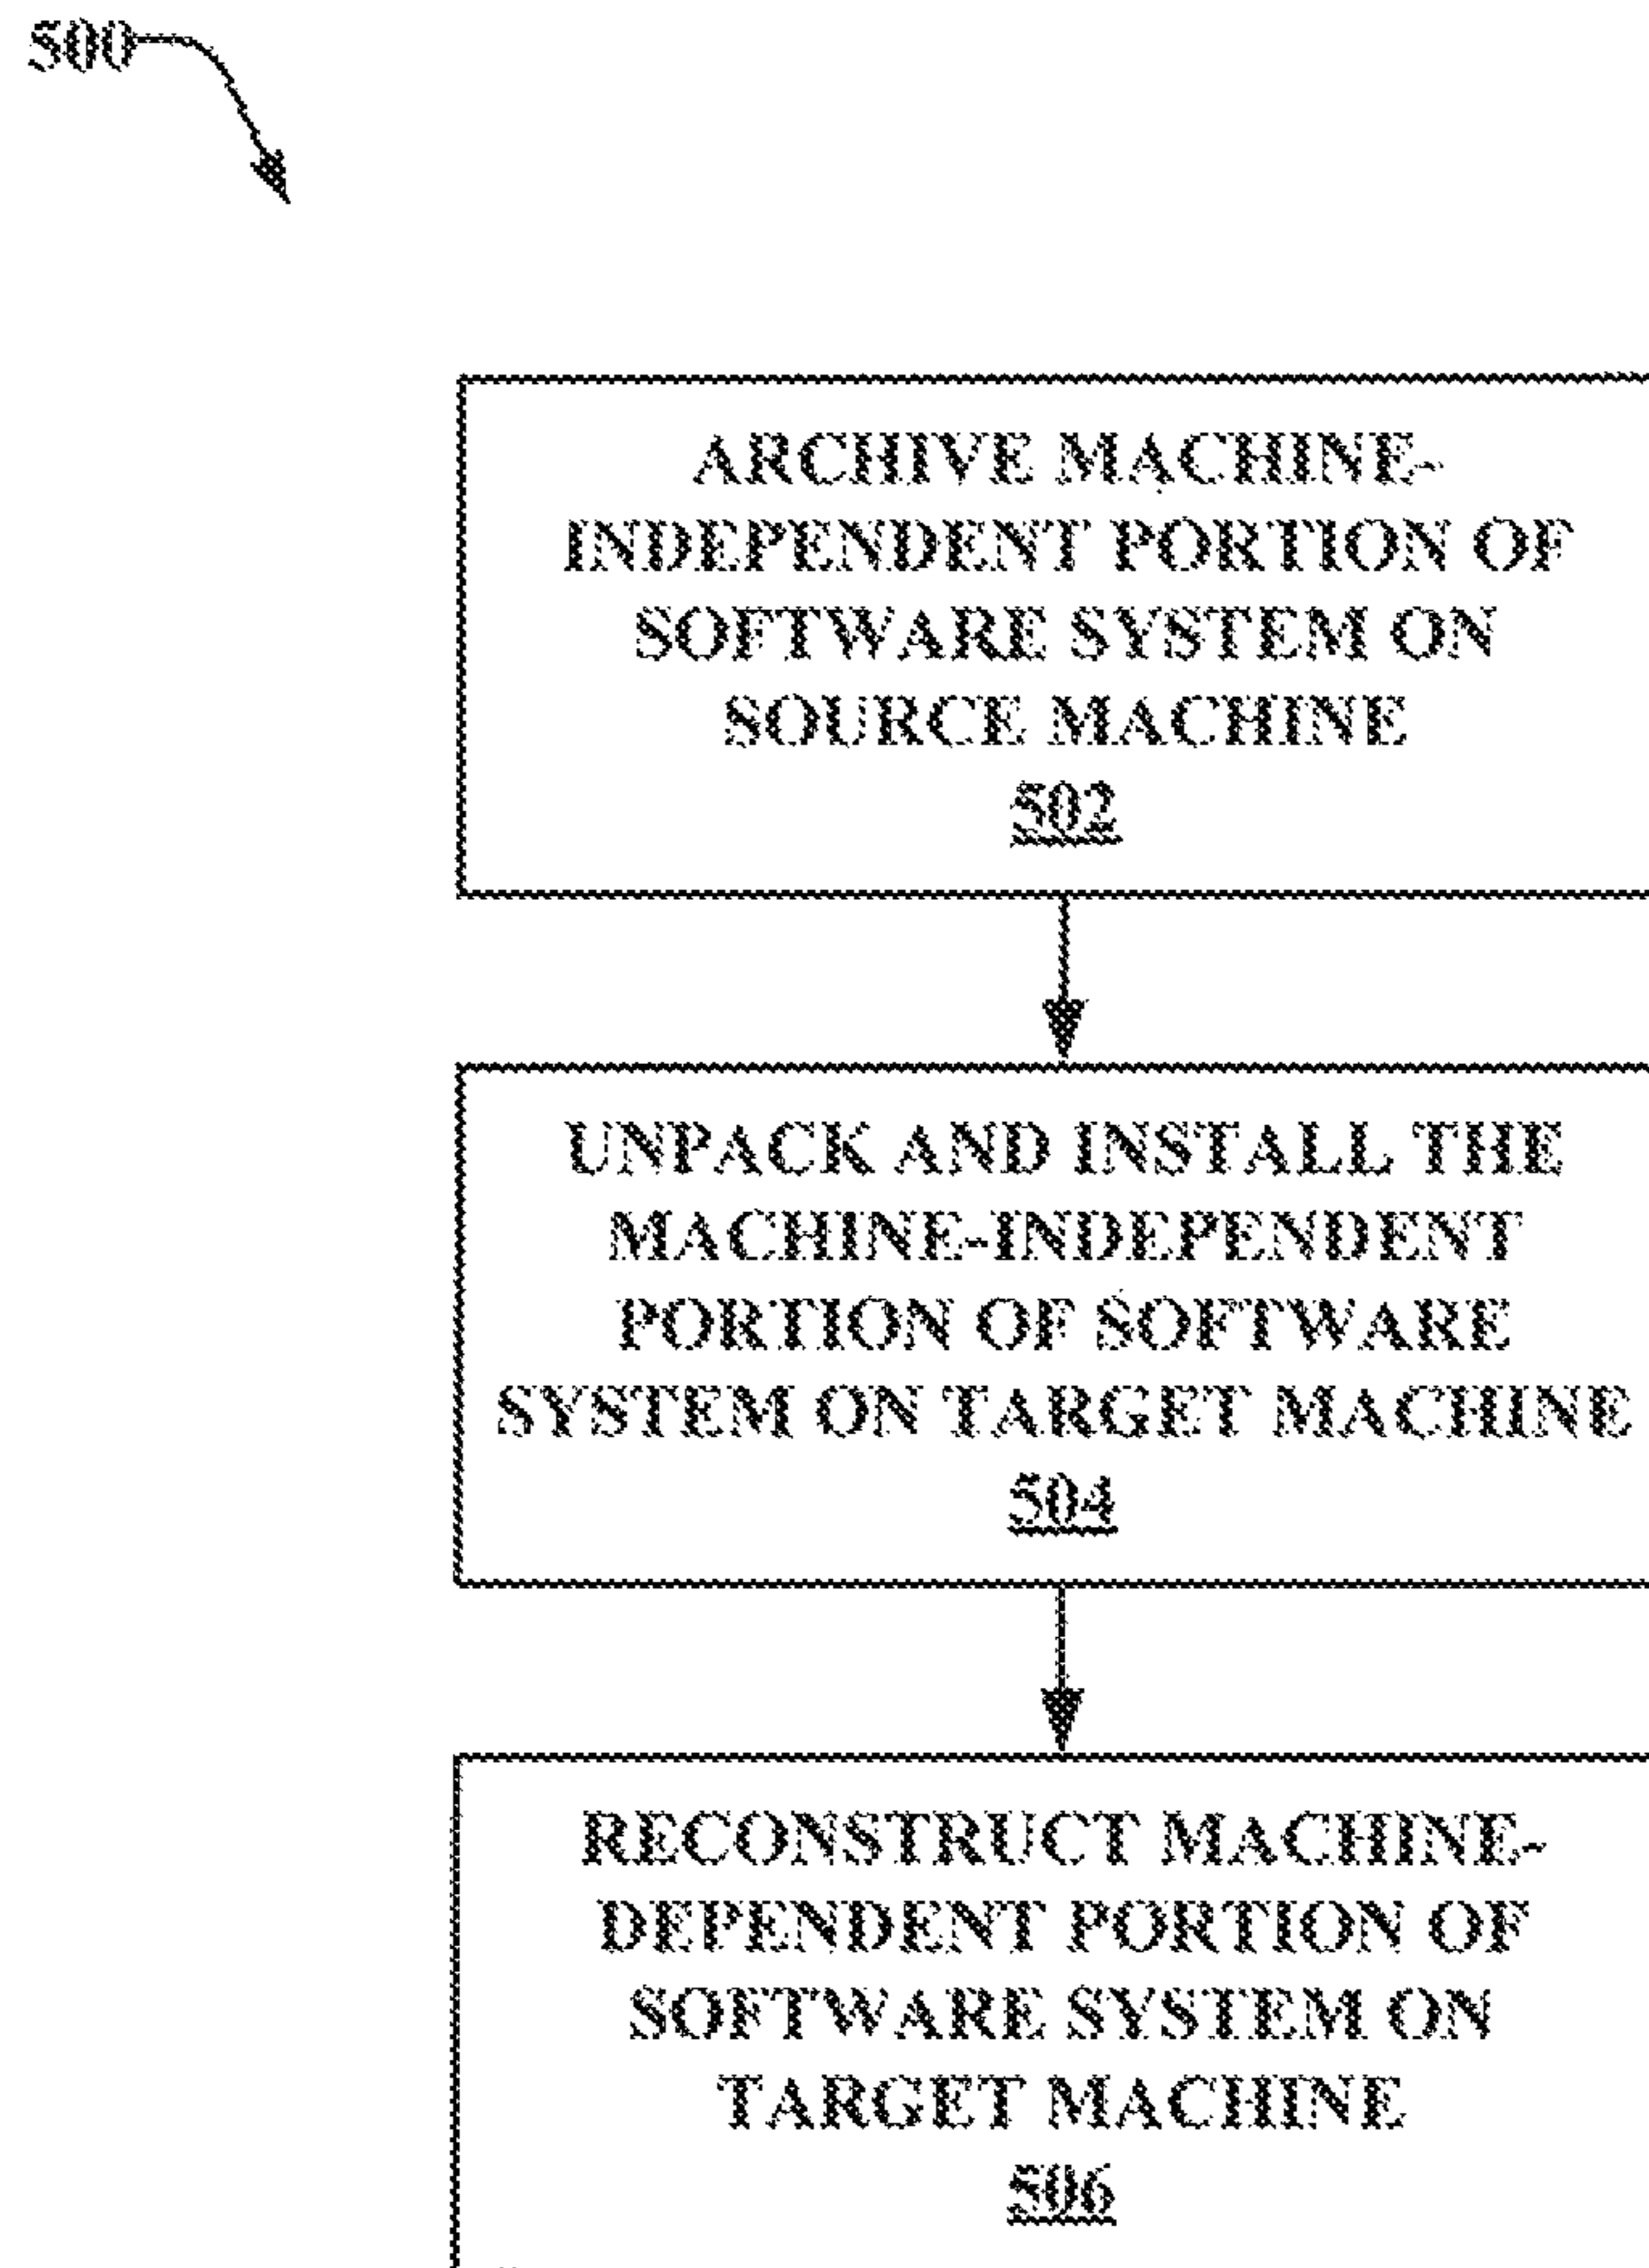 500
ARCHIVE MACHINE-
INDEPENDENT PORTION OF
SOFTWARE SYSTEM ON
SOURCE MACHINE
502
UNPACK AND INSTALL THE
MACHINE-INDEPENDENT
PORTION OF SOFTWARE
SYSTEM ON TARGET MACHINE
504
RECONSTRUCT MACHINE-
DEPENDENT PORTION OF
SOFTWARE SYSTEM ON
TARGET MACHINE
506